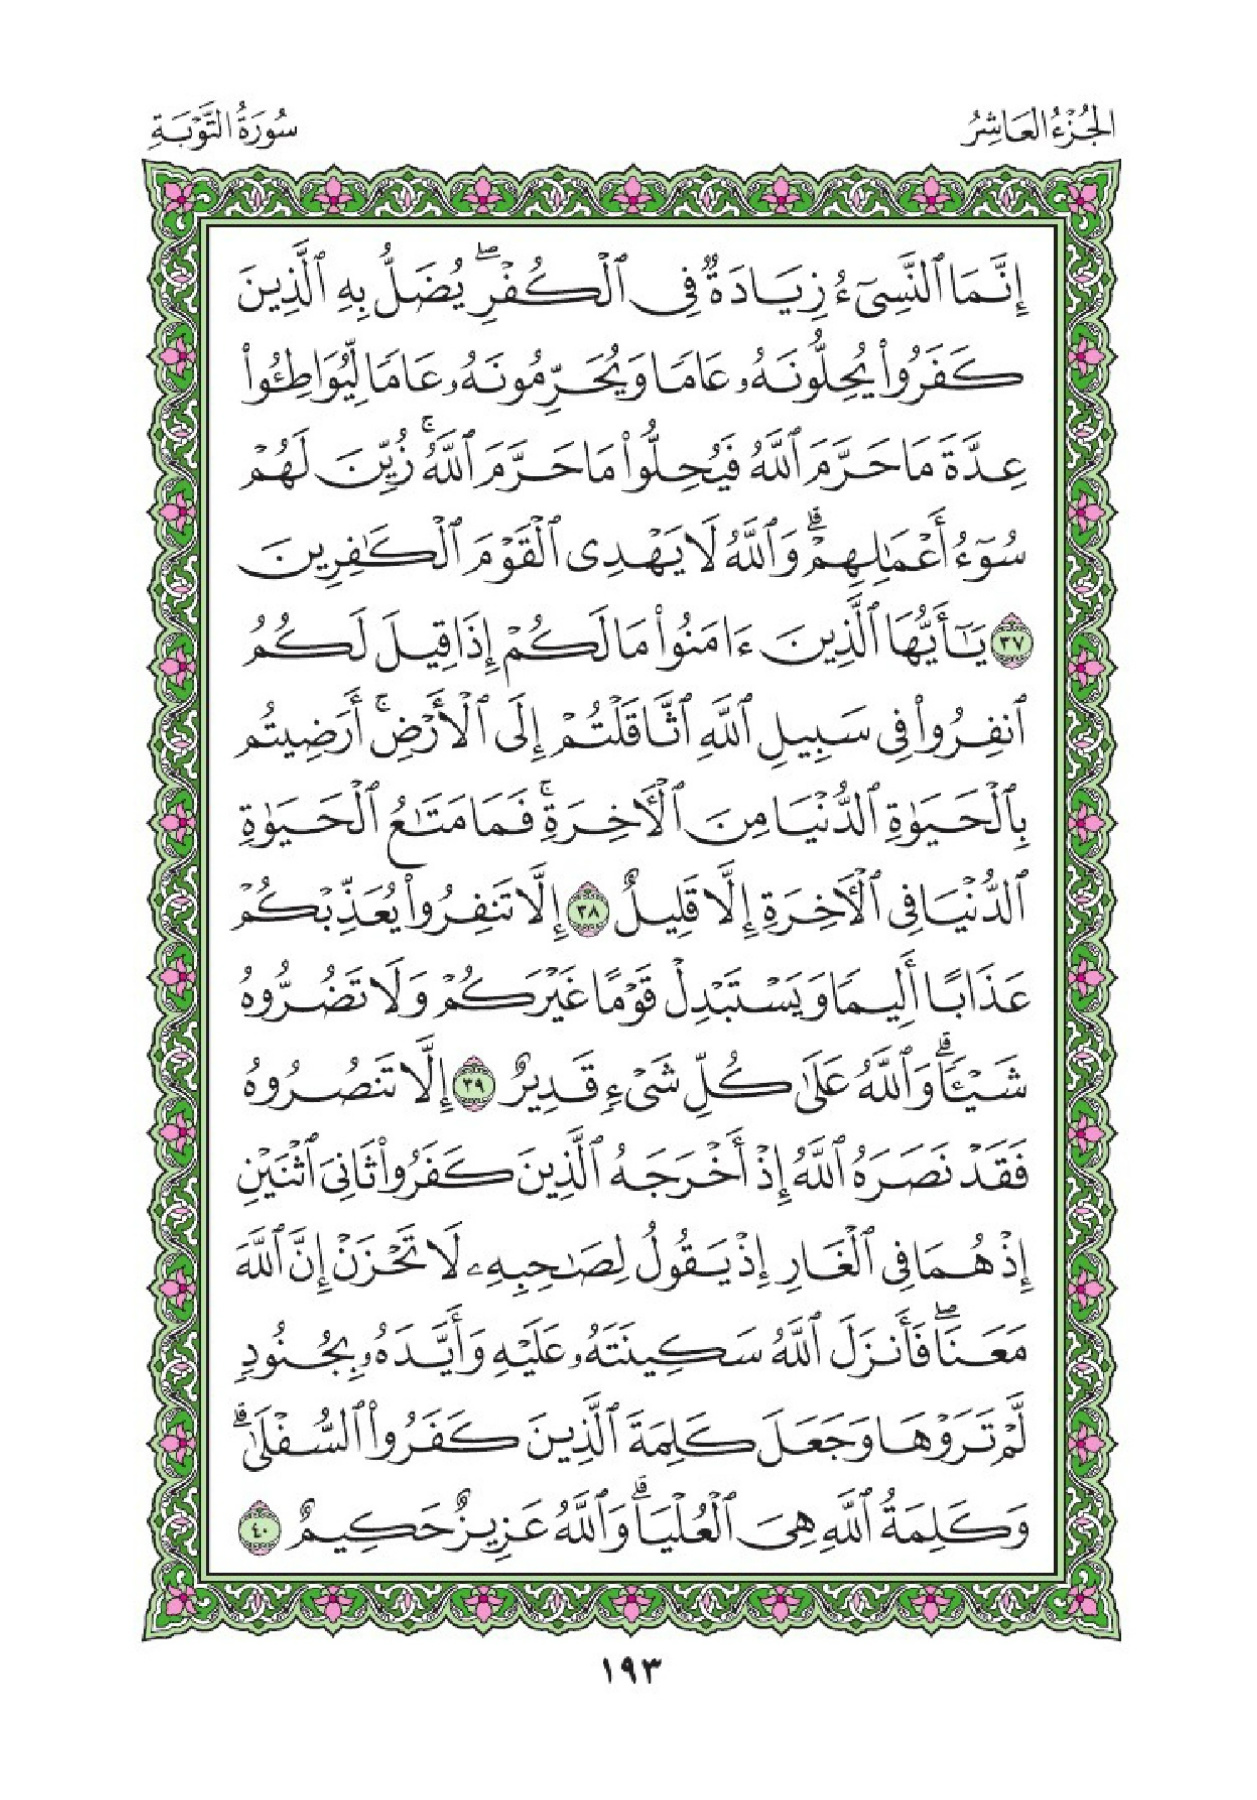 الجُزْءُ العَاشِرُ
سُورَةُ التَّوْبَةِ
إِنَّمَا ٱلنَّسِىٓءُ زِيَادَةٌ فِى ٱلْكُفْرِۖ يُضَلُّ بِهِ ٱلَّذِينَ
كَفَرُوا۟ يُحِلُّونَهُۥ عَامًا وَيُحَرِّمُونَهُۥ عَامًا لِّيُوَاطِـُٔوا۟
عِدَّةَ مَا حَرَّمَ ٱللَّهُ فَيُحِلُّوا۟ مَا حَرَّمَ ٱللَّهُۚ زُيِّنَ لَهُمْ
سُوٓءُ أَعْمَـٰلِهِمْۗ وَٱللَّهُ لَا يَهْدِى ٱلْقَوْمَ ٱلْكَـٰفِرِينَ
٣٧ يَـٰٓأَيُّهَا ٱلَّذِينَ ءَامَنُوا۟ مَا لَكُمْ إِذَا قِيلَ لَكُمُ
ٱنفِرُوا۟ فِى سَبِيلِ ٱللَّهِ ٱثَّاقَلْتُمْ إِلَى ٱلْأَرْضِۚ أَرَضِيتُم
بِٱلْحَيَوٰةِ ٱلدُّنْيَا مِنَ ٱلْـَٔاخِرَةِۚ فَمَا مَتَـٰعُ ٱلْحَيَوٰةِ
ٱلدُّنْيَا فِى ٱلْـَٔاخِرَةِ إِلَّا قَلِيلٌ ٣٨ إِلَّا تَنفِرُوا۟ يُعَذِّبْكُمْ
عَذَابًا أَلِيمًا وَيَسْتَبْدِلْ قَوْمًا غَيْرَكُمْ وَلَا تَضُرُّوهُ
شَيْـًٔاۗ وَٱللَّهُ عَلَىٰ كُلِّ شَىْءٍ قَدِيرٌ ٣٩ إِلَّا تَنصُرُوهُ
فَقَدْ نَصَرَهُ ٱللَّهُ إِذْ أَخْرَجَهُ ٱلَّذِينَ كَفَرُوا۟ ثَانِىَ ٱثْنَيْنِ
إِذْ هُمَا فِى ٱلْغَارِ إِذْ يَقُولُ لِصَـٰحِبِهِۦ لَا تَحْزَنْ إِنَّ ٱللَّهَ
مَعَنَاۖ فَأَنزَلَ ٱللَّهُ سَكِينَتَهُۥ عَلَيْهِ وَأَيَّدَهُۥ بِجُنُودٍ
لَّمْ تَرَوْهَا وَجَعَلَ كَلِمَةَ ٱلَّذِينَ كَفَرُوا۟ ٱلسُّفْلَىٰۗ
وَكَلِمَةُ ٱللَّهِ هِىَ ٱلْعُلْيَاۗ وَٱللَّهُ عَزِيزٌ حَكِيمٌ ٤٠
١٩٣